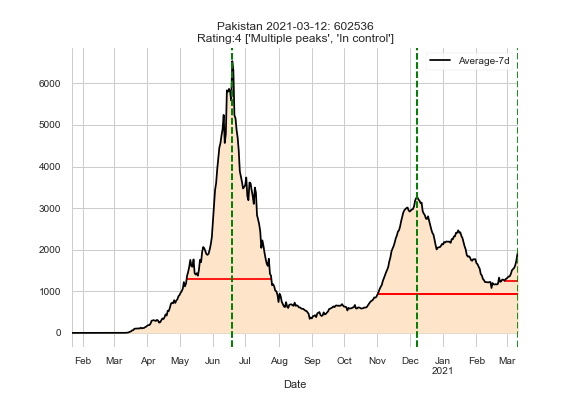 Pakistan 2021-03-12: 602536
Rating:4 ['Multiple peaks', 'In control']
Average-7d
6000
5000
4000
3000
2000
1000
0
Feb Mar Apr May Jun Jul Aug Sep Oct Nov Dec Jan Feb Mar
2021
Date